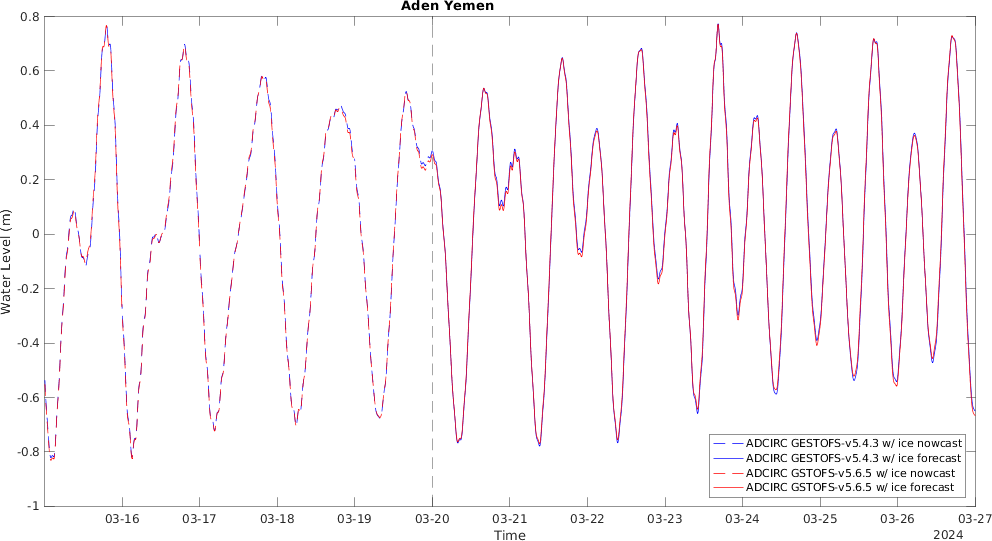 Aden Yemen
0.8
0.6
0.4
0.2
0
-0.2
-0.4
-0.6
-0.8
-1
Water Level (m)
ADCIRC GESTOFS-v5.4.3 w/ ice nowcast
ADCIRC GESTOFS-v5.4.3 w/ ice forecast
ADCIRC GSTOFS-v5.6.5 w/ ice nowcast
ADCIRC GSTOFS-v5.6.5 w/ ice forecast
03-16 03-17 03-18 03-19 03-20 03-21 03-22 03-23 03-24 03-25 03-26 03-27
Time
2024